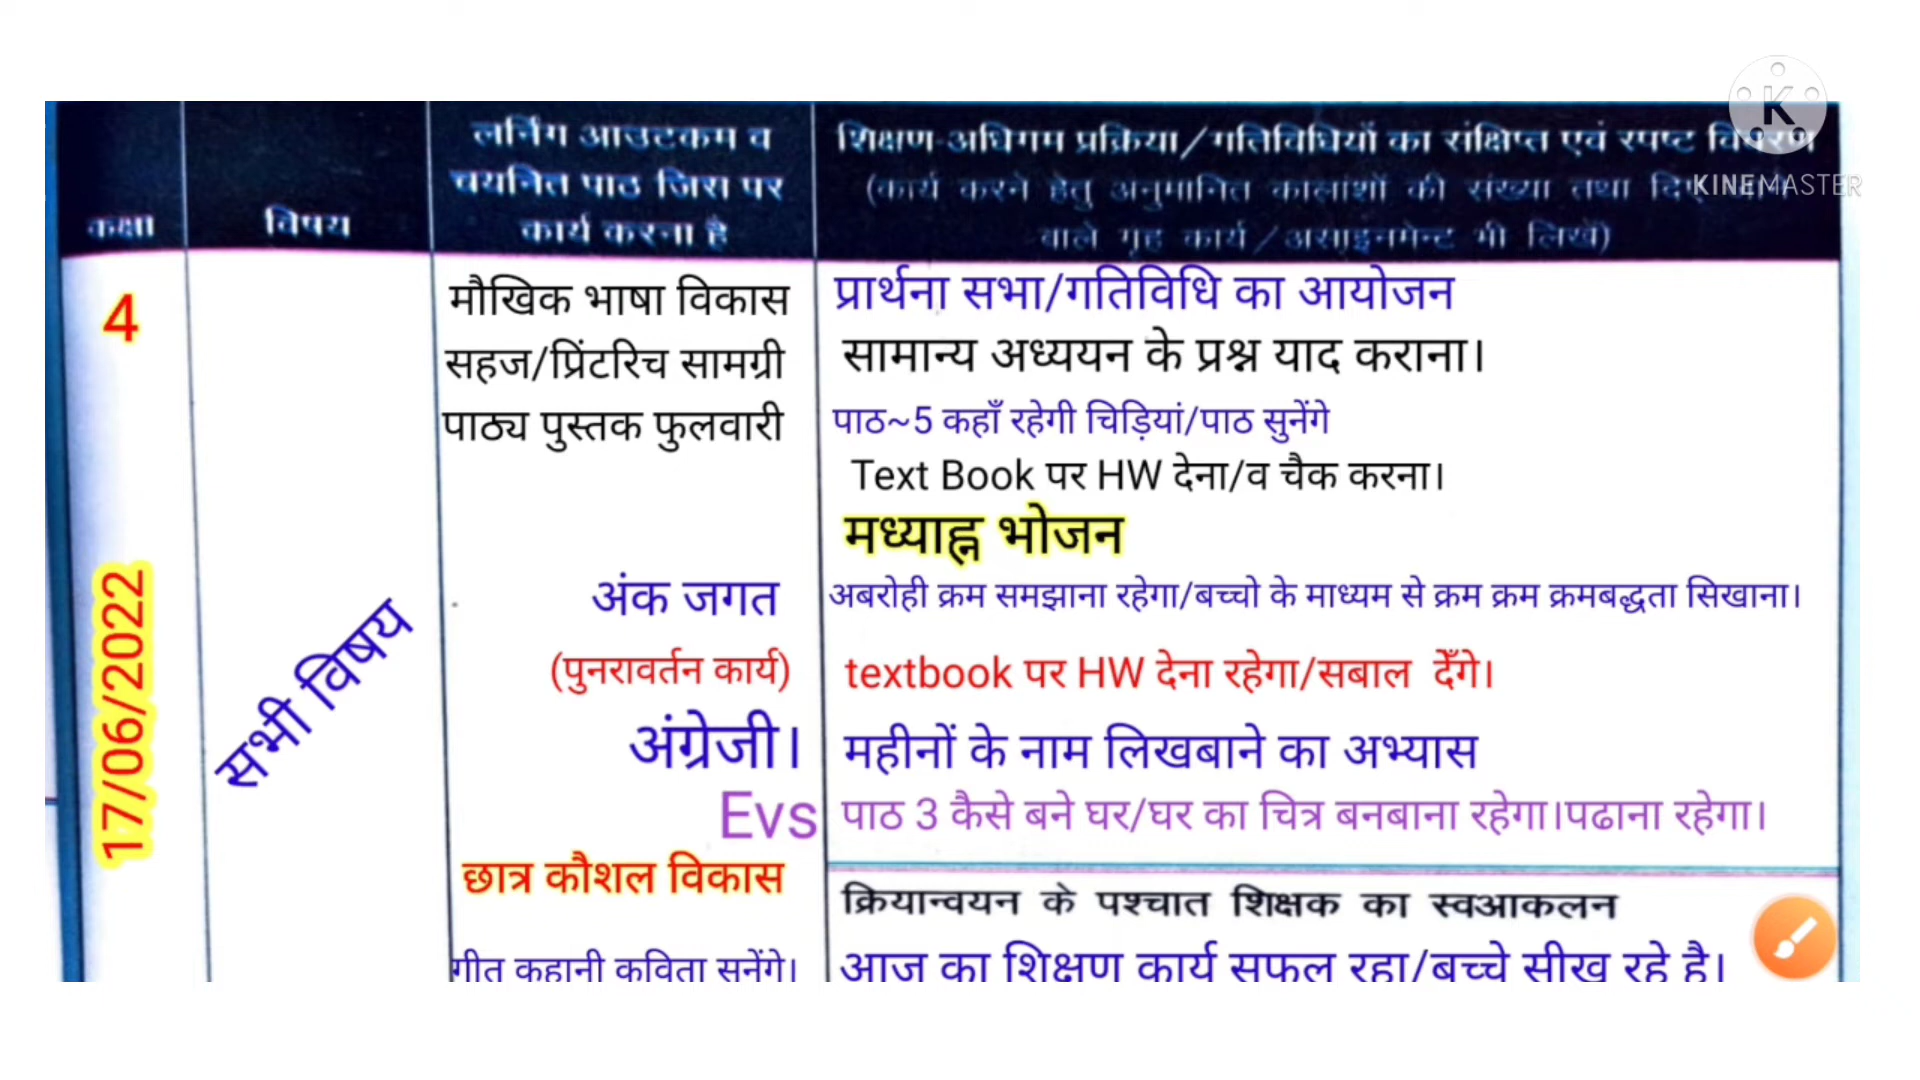 कक्षा
विषय
लर्निंग आउटकम व
चयनित पाठ जिस पर
कार्य करना है
शिक्षण-अधिगम प्रक्रिया/गतिविधियों का संक्षिप्त एवं स्पष्ट विवरण
(कार्य करने हेतु अनुमानित कालांशों की संख्या तथा दिए जाने
वाले गृह कार्य/असाइनमेन्ट भी लिखें)
KINEMASTER
4
17/06/2022
सभी विषय
मौखिक भाषा विकास
प्रार्थना सभा/गतिविधि का आयोजन
सहज/प्रिंटरिच सामग्री
सामान्य अध्ययन के प्रश्न याद कराना।
पाठ्य पुस्तक फुलवारी
पाठ~5 कहाँ रहेगी चिड़ियां/पाठ सुनेंगे
Text Book पर HW देना/व चैक करना।
मध्याह्न भोजन
अंक जगत
अबरोही क्रम समझाना रहेगा/बच्चो के माध्यम से क्रम क्रम क्रमबद्धता सिखाना।
(पुनरावर्तन कार्य)
textbook पर HW देना रहेगा/सबाल देँगे।
अंग्रेजी।
महीनों के नाम लिखबाने का अभ्यास
Evs
पाठ 3 कैसे बने घर/घर का चित्र बनबाना रहेगा।पढाना रहेगा।
छात्र कौशल विकास
क्रियान्वयन के पश्चात शिक्षक का स्वआकलन
गीत कहानी कविता सुनेंगे।
आज का शिक्षण कार्य सफल रहा/बच्चे सीख रहे है।